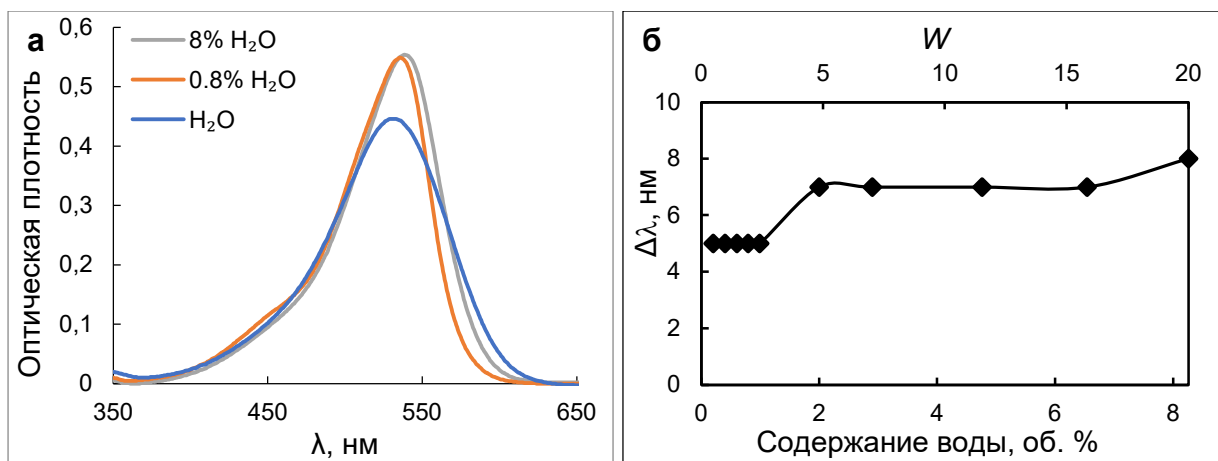 а
0,6
0,5
0,4
0,3
0,2
0,1
0
Оптическая плотность
8% H₂O
0.8% H₂O
H₂O
350 450 550 650
λ, нм
б
W
0 5 10 15 20
10
8
6
4
2
0
Δλ, нм
0 2 4 6 8
Содержание воды, об. %